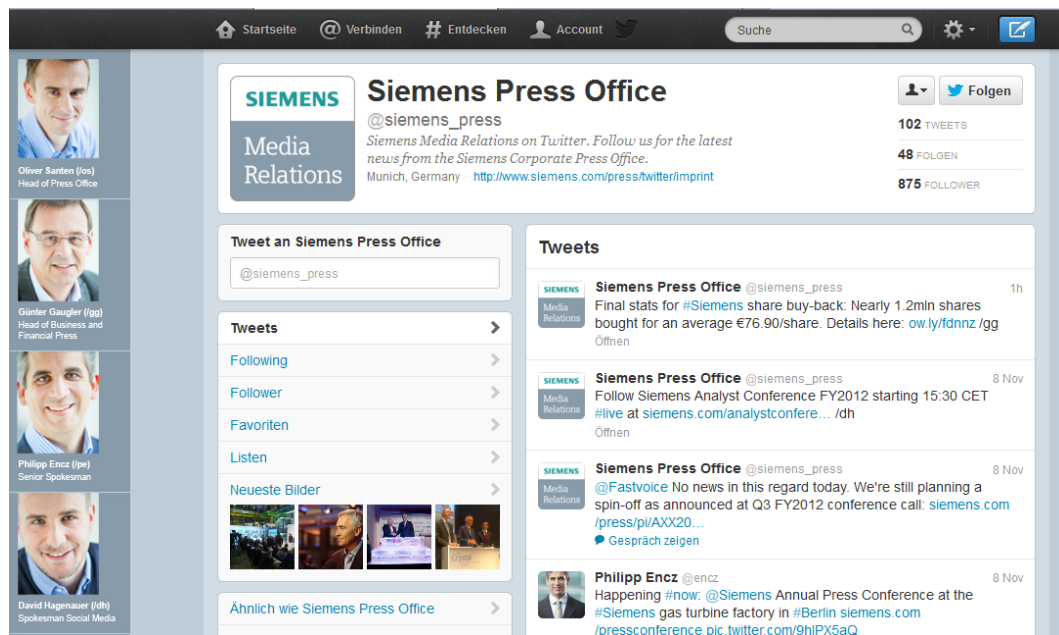 Startseite
@ Verbinden
# Entdecken
Account
Suche
Oliver Santen (/os)
Head of Press Office
Günter Gaugler (/gg)
Head of Business and
Financial Press
Philipp Encz (/pe)
Senior Spokesman
David Hagenauer (/dh)
Spokesman Social Media
SIEMENS
Media
Relations
Siemens Press Office
@siemens_press
Siemens Media Relations on Twitter. Follow us for the latest
news from the Siemens Corporate Press Office.
Munich, Germany · http://www.siemens.com/press/twitter/imprint
Folgen
102 TWEETS
48 FOLGEN
875 FOLLOWER
Tweet an Siemens Press Office
@siemens_press
Tweets
Following
Follower
Favoriten
Listen
Neueste Bilder
Ähnlich wie Siemens Press Office
Tweets
SIEMENS
Media
Relations
Siemens Press Office @siemens_press 1h
Final stats for #Siemens share buy-back: Nearly 1.2mln shares
bought for an average €76.90/share. Details here: ow.ly/fdnnz /gg
Öffnen
SIEMENS
Media
Relations
Siemens Press Office @siemens_press 8 Nov
Follow Siemens Analyst Conference FY2012 starting 15:30 CET
#live at siemens.com/analystconfere... /dh
Öffnen
SIEMENS
Media
Relations
Siemens Press Office @siemens_press 8 Nov
@Fastvoice No news in this regard today. We're still planning a
spin-off as announced at Q3 FY2012 conference call: siemens.com
/press/pi/AXX20...
Gespräch zeigen
Philipp Encz @encz 8 Nov
Happening #now: @Siemens Annual Press Conference at the
#Siemens gas turbine factory in #Berlin siemens.com
/pressconference pic.twitter.com/9hlPX5aQ